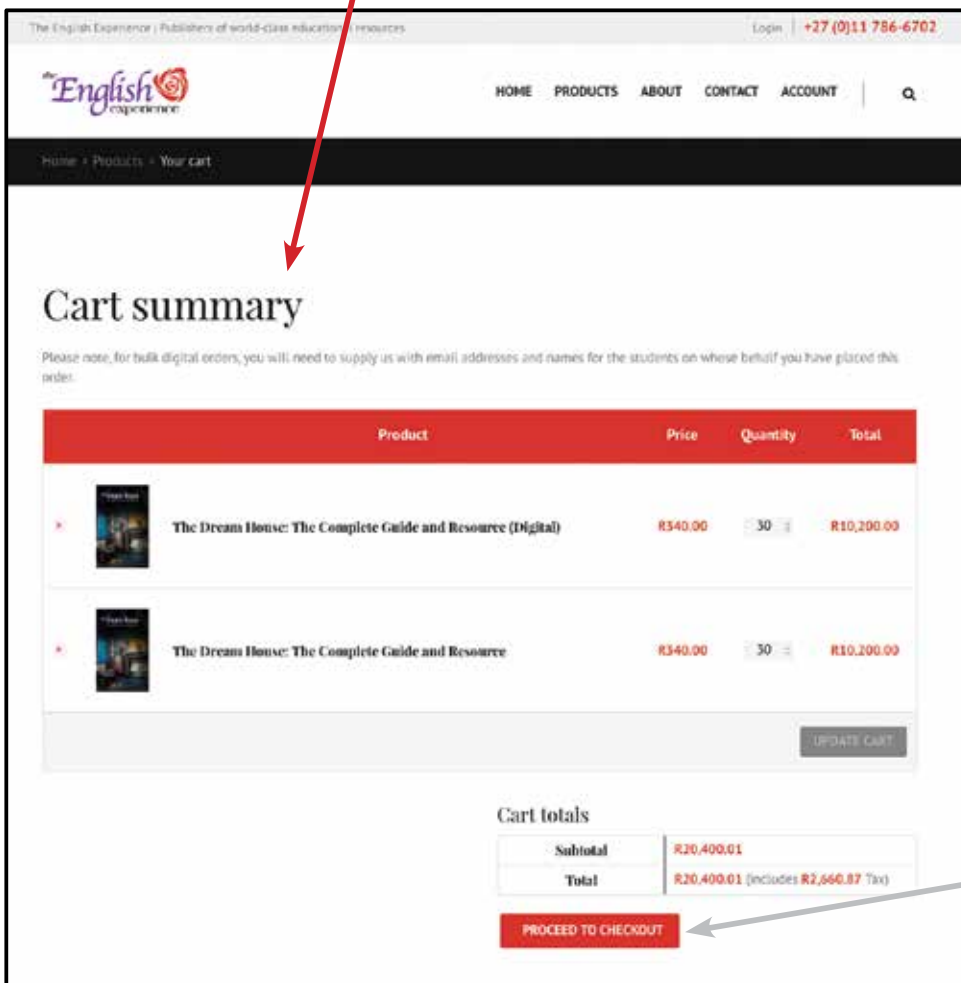 The English Experience | Publishers of world-class educational resources
Login
+27 (0)11 786-6702
the English experience
HOME PRODUCTS ABOUT CONTACT ACCOUNT
Home Products Your cart
Cart summary
Please note, for bulk digital orders, you will need to supply us with email addresses and names for the students on whose behalf you have placed this
order.
Product Price Quantity Total
The Dream House: The Complete Guide and Resource (Digital) R340.00 30 R10,200.00
The Dream House: The Complete Guide and Resource R340.00 30 R10,200.00
UPDATE CART
Cart totals
Subtotal R20,400.01
Total R20,400.01 (includes R2,660.87 Tax)
PROCEED TO CHECKOUT